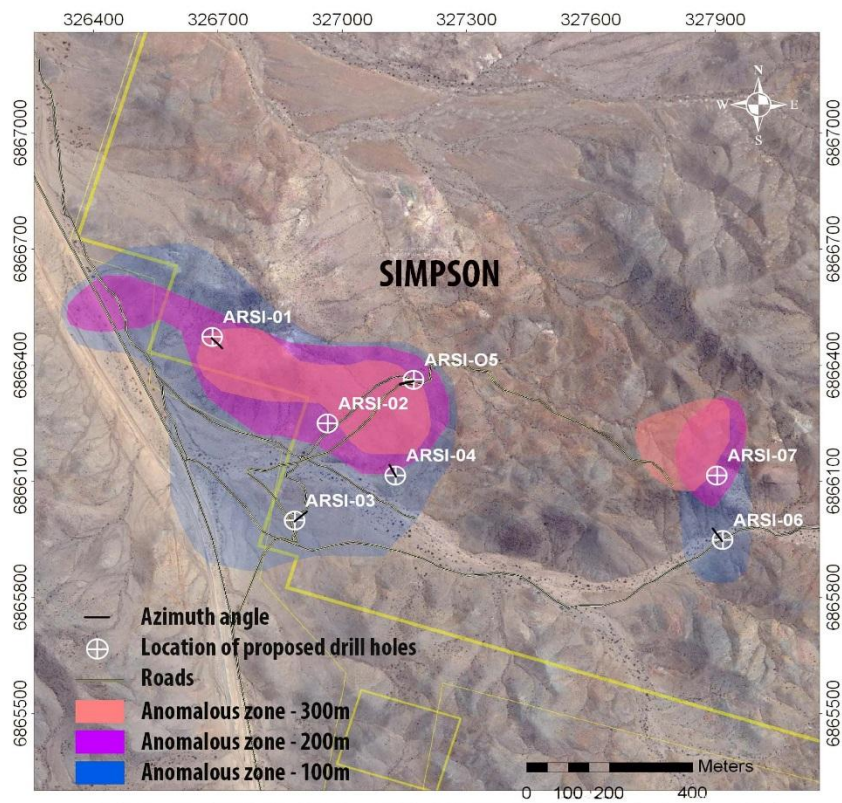 326400 326700 327000 327300 327600 327900
N
W E
S
6867000 6867000
6866700 6866700
SIMPSON
ARSI-01
6866400 6866400
ARSI-O5
ARSI-02
ARSI-04
ARSI-07
6866100 6866100
ARSI-03
ARSI-06
6865800 6865800
Azimuth angle
Location of proposed drill holes
Roads
6865500 6865500
Anomalous zone - 300m
Anomalous zone - 200m
Anomalous zone - 100m
Meters
0 100 200 400